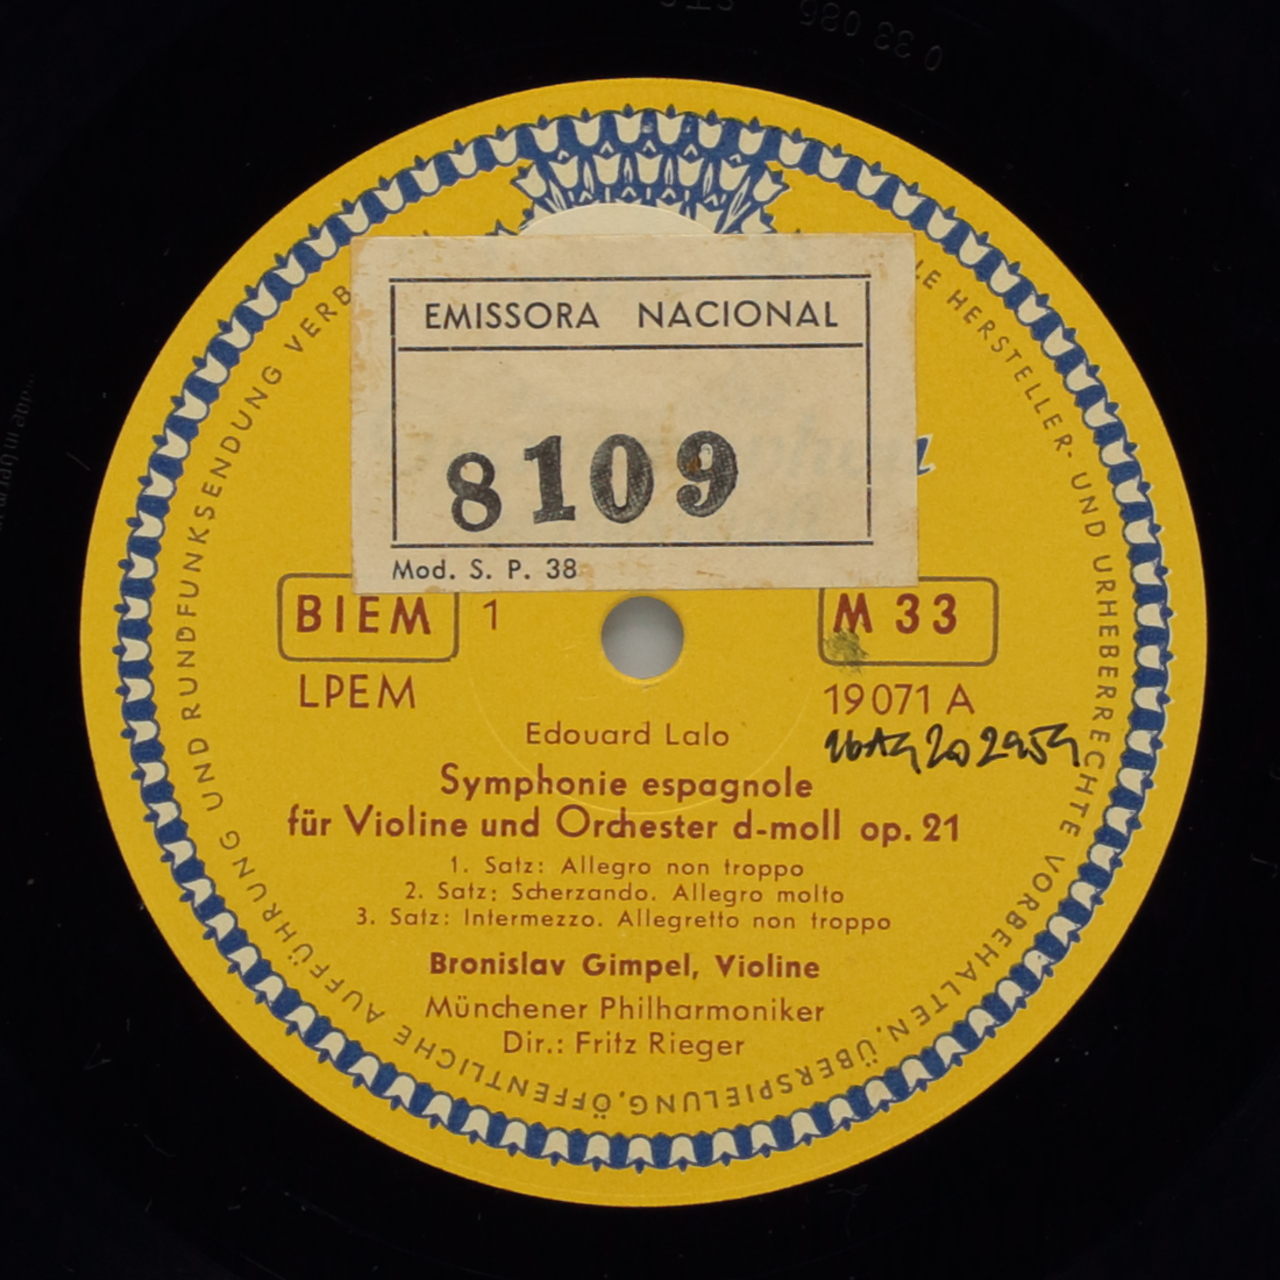 EMISSORA NACIONAL
8109
Mod. S. P. 38
BIEM 1 M 33
LPEM 19071 A
Edouard Lalo
Symphonie espagnole
für Violine und Orchester d-moll op. 21
1. Satz: Allegro non troppo
2. Satz: Scherzando. Allegro molto
3. Satz: Intermezzo. Allegretto non troppo
Bronislav Gimpel, Violine
Münchener Philharmoniker
Dir.: Fritz Rieger
HERSTELLER- UND URHEBERRECHTE VORBEHALTEN. ÜBERSPIELUNG, ÖFFENTLICHE AUFFÜHRUNG UND RUNDFUNKSENDUNG